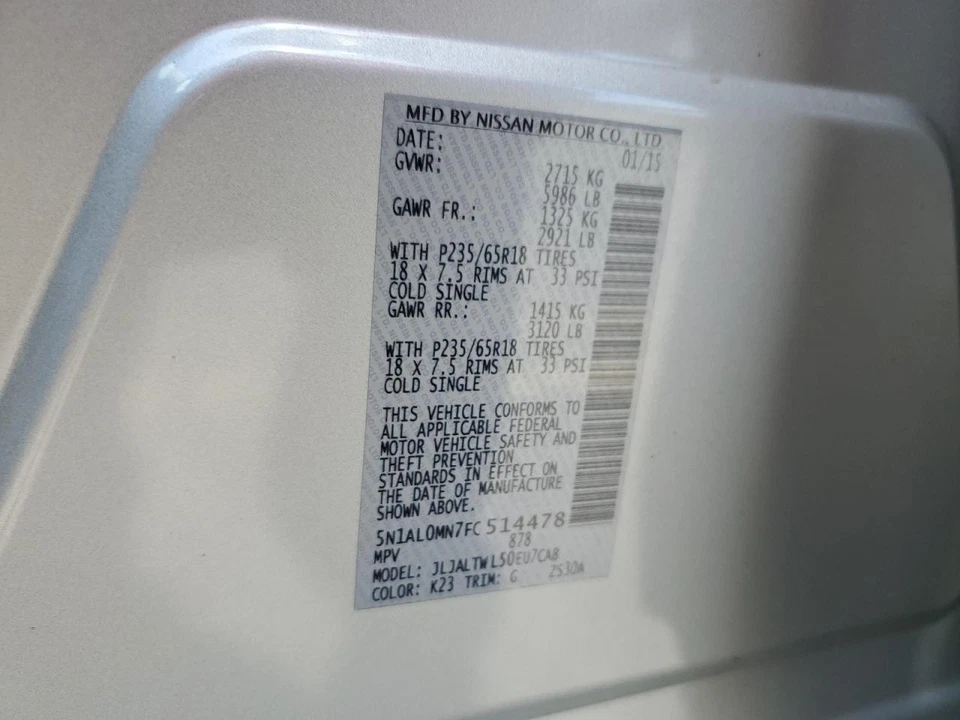 MFD BY NISSAN MOTOR CO., LTD
DATE: 01/15
GVWR: 2715 KG
5986 LB
GAWR FR.: 1325 KG
2921 LB
WITH P235/65R18 TIRES
18 X 7.5 RIMS AT 33 PSI
COLD SINGLE
GAWR RR.: 1415 KG
3120 LB
WITH P235/65R18 TIRES
18 X 7.5 RIMS AT 33 PSI
COLD SINGLE
THIS VEHICLE CONFORMS TO
ALL APPLICABLE FEDERAL
MOTOR VEHICLE SAFETY AND
THEFT PREVENTION
STANDARDS IN EFFECT ON
THE DATE OF MANUFACTURE
SHOWN ABOVE.
5N1AL0MN7FC514478
MPV 878
MODEL: JLJALTWL50EU7CAB
COLOR: K23 TRIM: G 2S30A